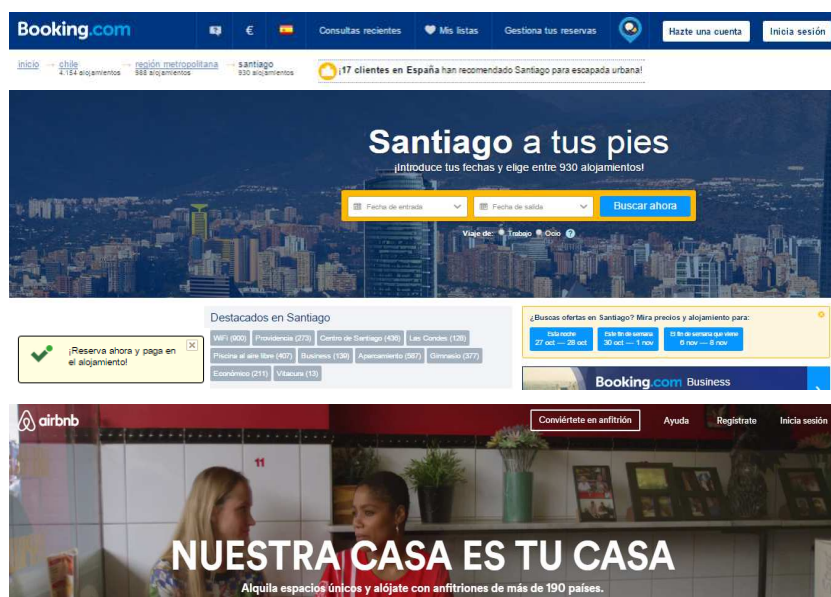 Booking.com
€
Consultas recientes
Mis listas
Gestiona tus reservas
Hazte una cuenta
Inicia sesión
inicio → chile → región metropolitana → santiago
4.184 alojamientos 988 alojamientos 930 alojamientos
¡17 clientes en España han recomendado Santiago para escapada urbana!
Santiago a tus pies
¡Introduce tus fechas y elige entre 930 alojamientos!
Fecha de entrada
Fecha de salida
Buscar ahora
Viaje de: Trabajo Ocio ?
Destacados en Santiago
WiFi (900) Providencia (273) Centro de Santiago (436) Las Condes (126)
Piscina al aire libre (407) Business (139) Aparcamiento (567) Gimnasio (377)
Económico (211) Vitacura (13)
¡Reserva ahora y paga en
el alojamiento!
¿Buscas ofertas en Santiago? Mira precios y alojamiento para:
Esta noche
27 oct — 28 oct
Este fin de semana
30 oct — 1 nov
El fin de semana que viene
6 nov — 8 nov
Booking.com Business
airbnb
Conviértete en anfitrión
Ayuda
Regístrate
Inicia sesión
11
NUESTRA CASA ES TU CASA
Alquila espacios únicos y alójate con anfitriones de más de 190 países.